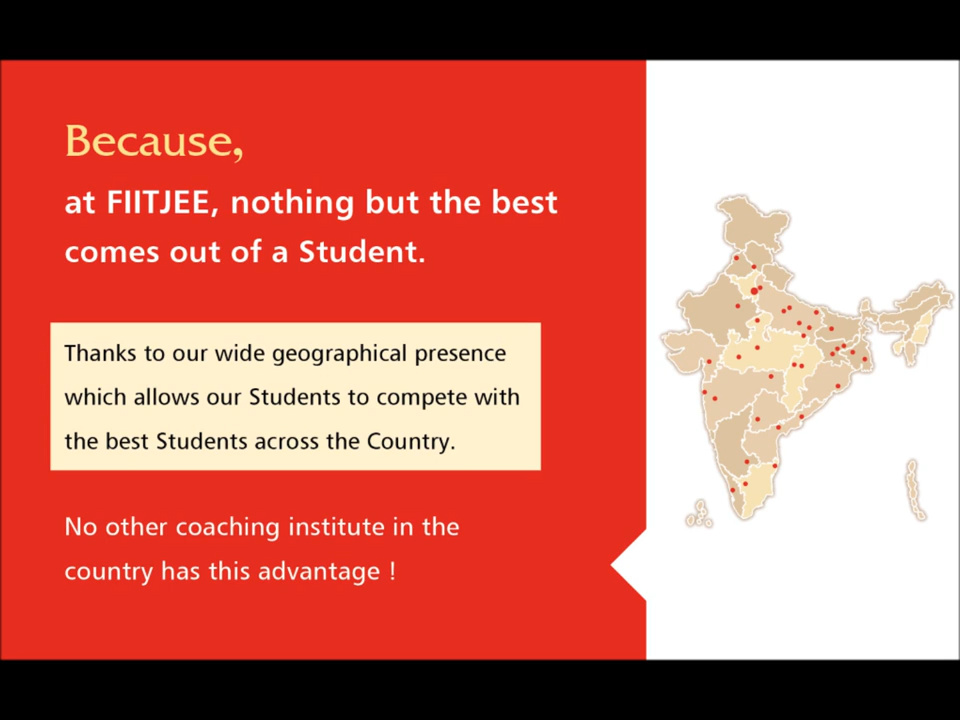 Because,
at FIITJEE, nothing but the best
comes out of a Student.
Thanks to our wide geographical presence
which allows our Students to compete with
the best Students across the Country.
No other coaching institute in the
country has this advantage !